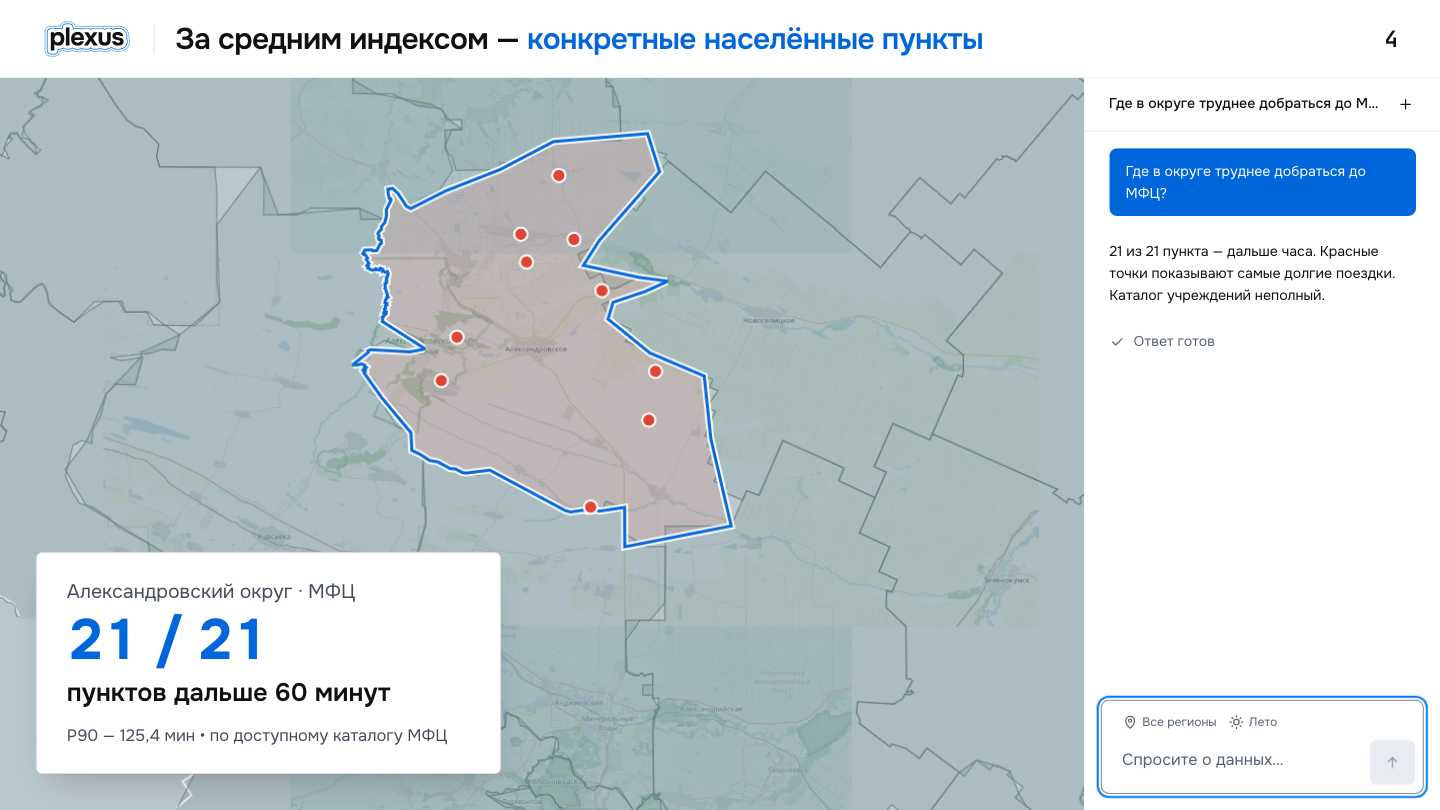 plexus
За средним индексом — конкретные населённые пункты
4
Где в округе труднее добраться до М...
Где в округе труднее добраться до
МФЦ?
21 из 21 пункта — дальше часа. Красные
точки показывают самые долгие поездки.
Каталог учреждений неполный.
Ответ готов
Новоселицкое
Александровское
Курсавка
Зеленокумск
Александровский округ · МФЦ
21 / 21
пунктов дальше 60 минут
P90 — 125,4 мин • по доступному каталогу МФЦ
Все регионы
Лето
Спросите о данных...